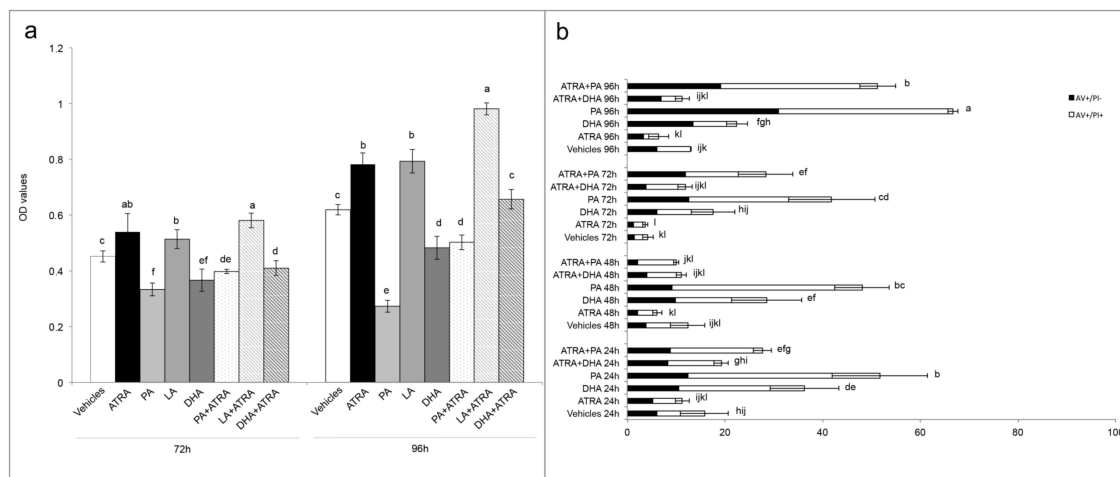 a
OD values
1.2
1
0.8
0.6
0.4
0.2
0
c
ab
f
b
ef
de
a
d
c
b
e
b
d
d
a
c
Vehicles
ATRA
PA
LA
DHA
PA+ATRA
LA+ATRA
DHA+ATRA
Vehicles
ATRA
PA
LA
DHA
PA+ATRA
LA+ATRA
DHA+ATRA
72h
96h
b
AV+/PI-
AV+/PI+
ATRA+PA 96h b
ATRA+DHA 96h ijkl
PA 96h a
DHA 96h fgh
ATRA 96h kl
Vehicles 96h ijk
ATRA+PA 72h ef
ATRA+DHA 72h ijkl
PA 72h cd
DHA 72h hij
ATRA 72h l
Vehicles 72h kl
ATRA+PA 48h jkl
ATRA+DHA 48h ijkl
PA 48h bc
DHA 48h ef
ATRA 48h kl
Vehicles 48h ijkl
ATRA+PA 24h efg
ATRA+DHA 24h ghi
PA 24h b
DHA 24h de
ATRA 24h ijkl
Vehicles 24h hij
0 20 40 60 80 100